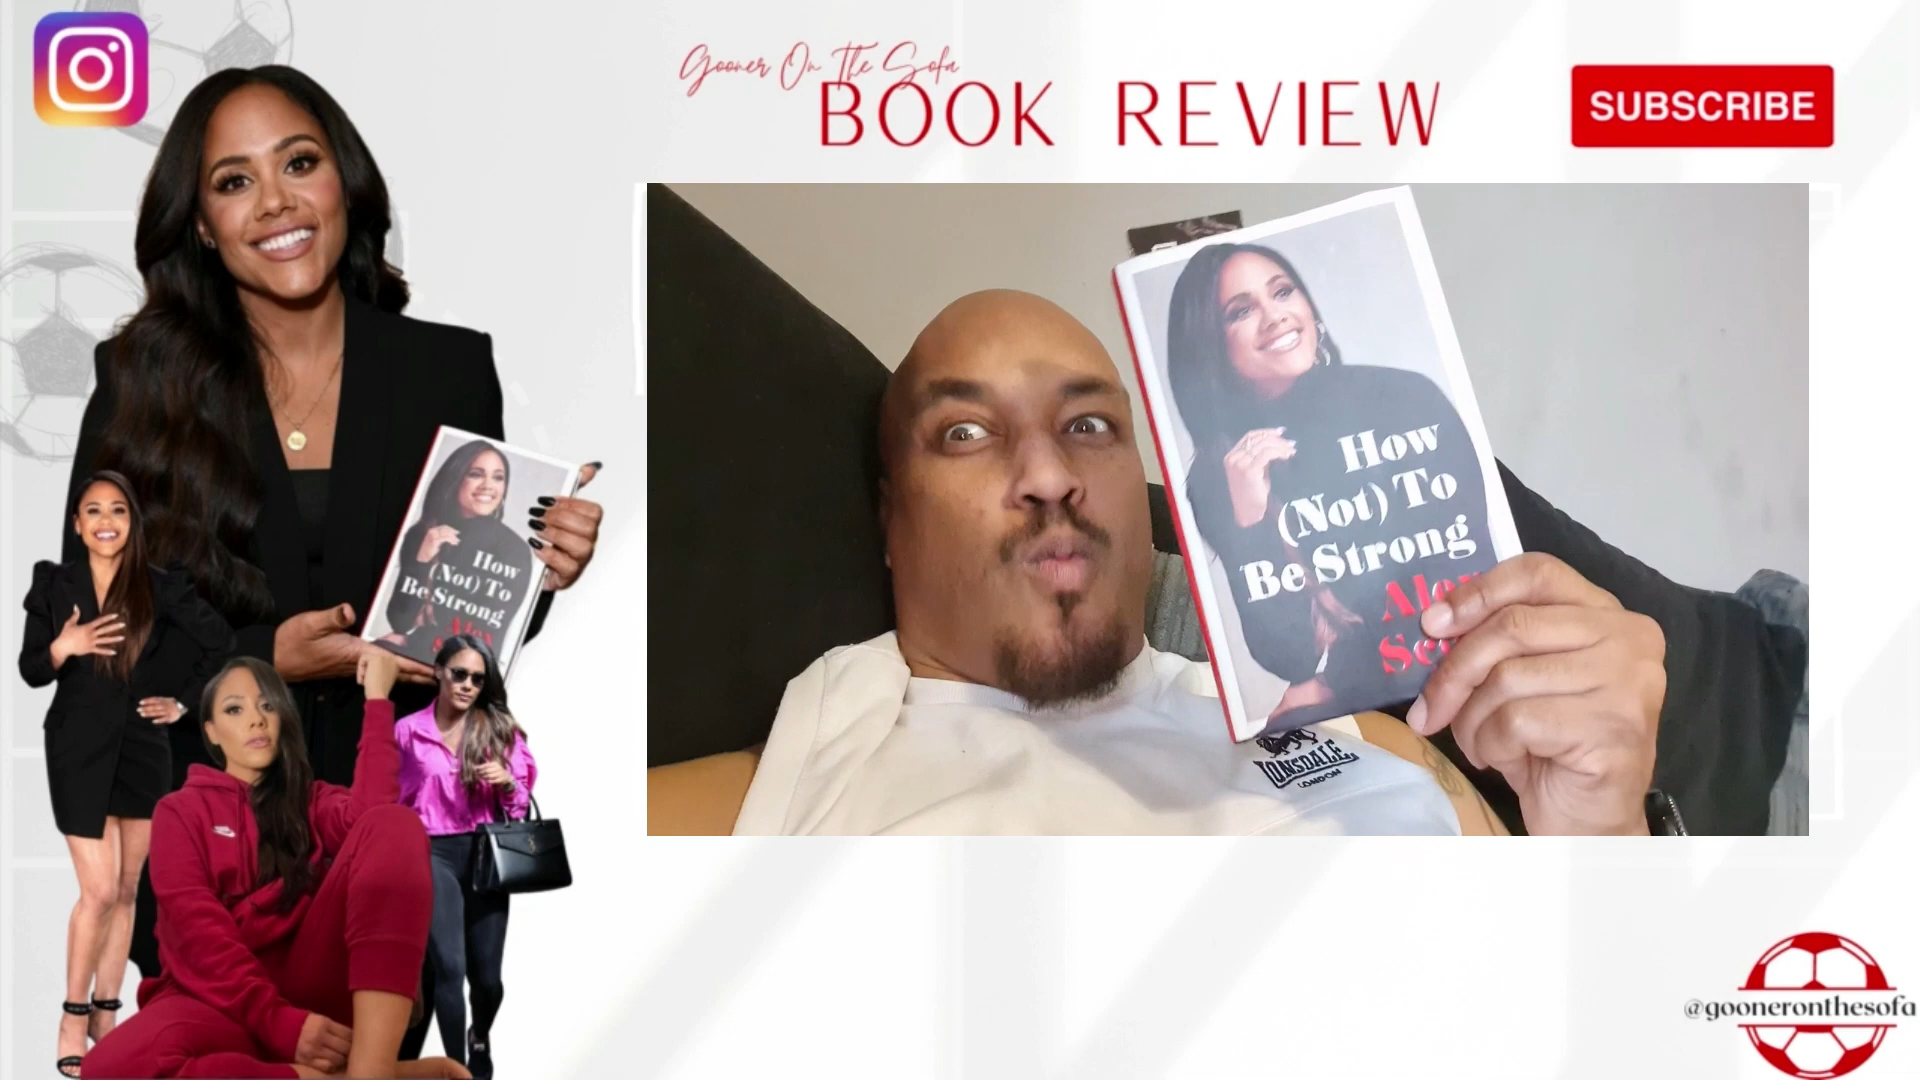 Gooner On The Sofa
BOOK REVIEW
SUBSCRIBE
How
(Not) To
Be Strong
How
(Not) To
Be Strong
Alex
LONSDALE
LONDON
@gooneronthesofa